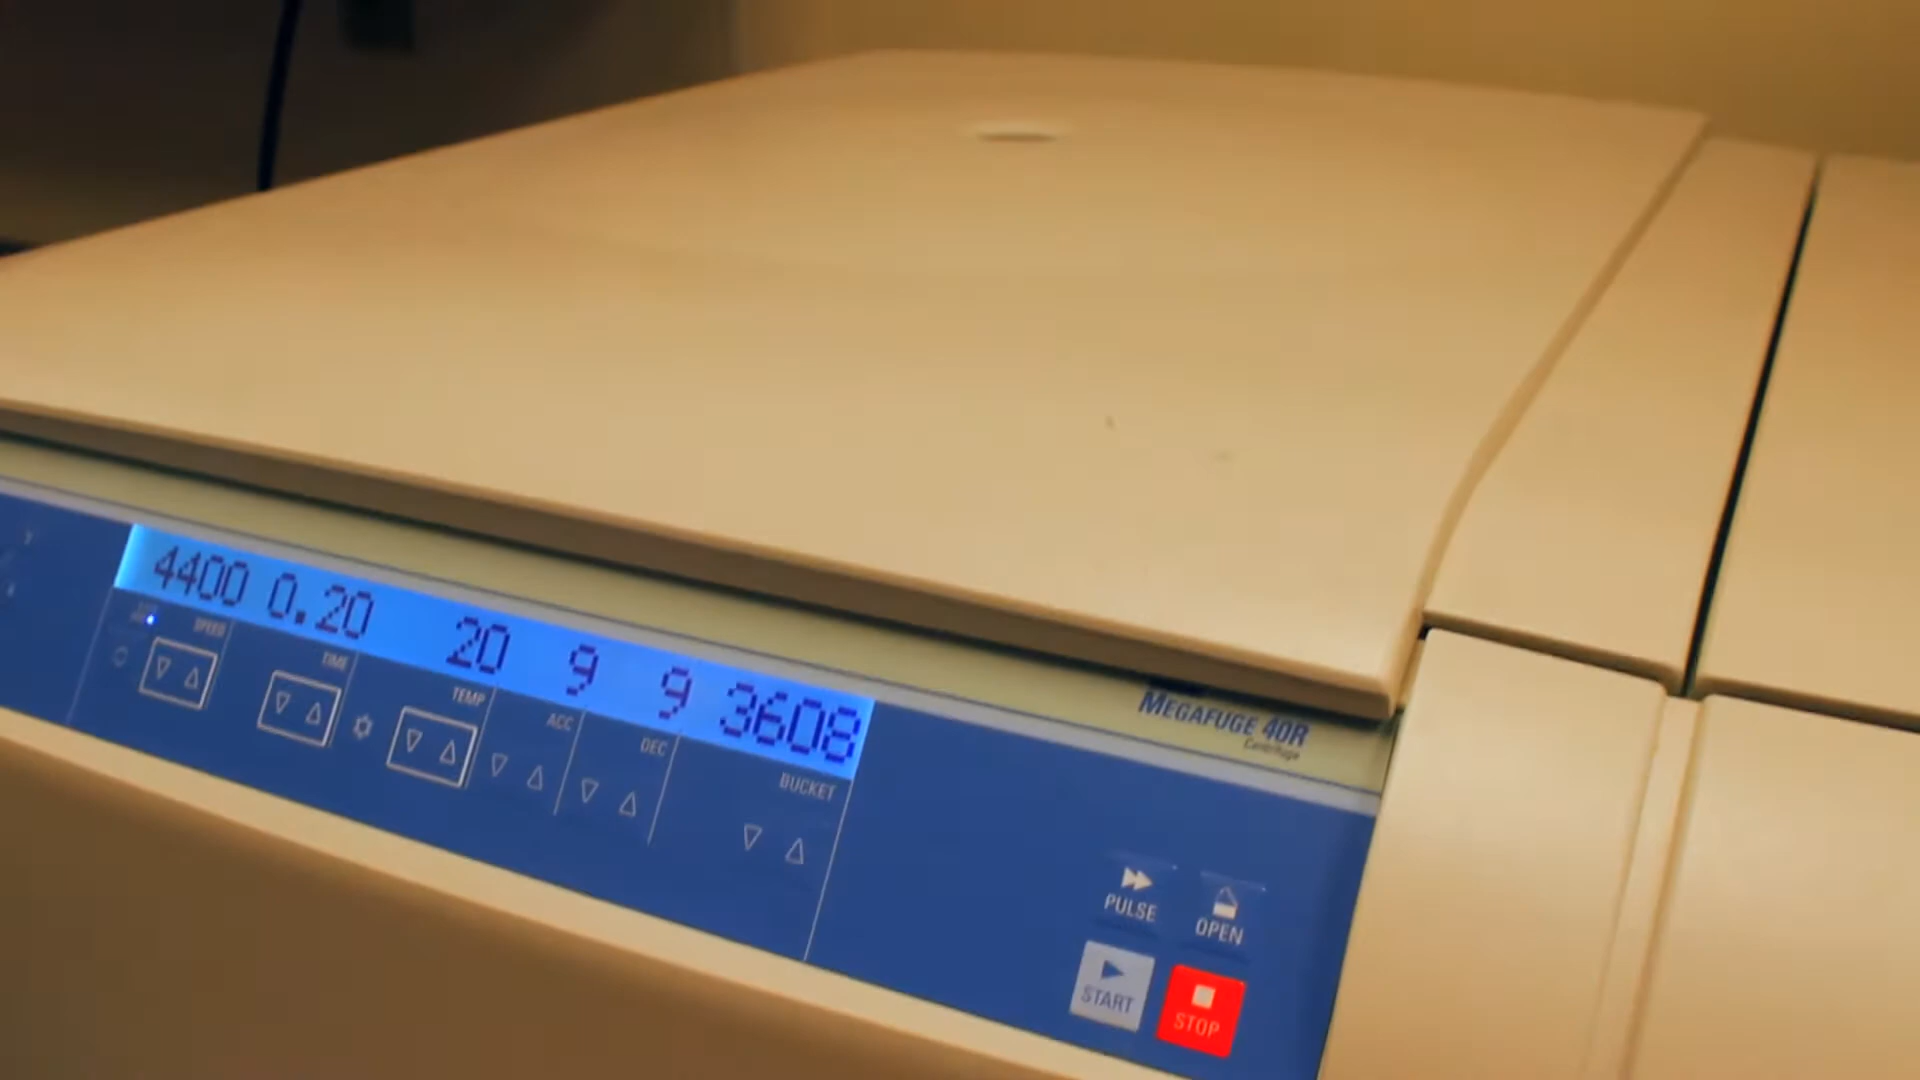 4400 0.20 20 9 9 3608
SPEED
TIME
TEMP
ACC
DEC
BUCKET
MEGAFUGE 40R
Centrifuge
PULSE
OPEN
START
STOP